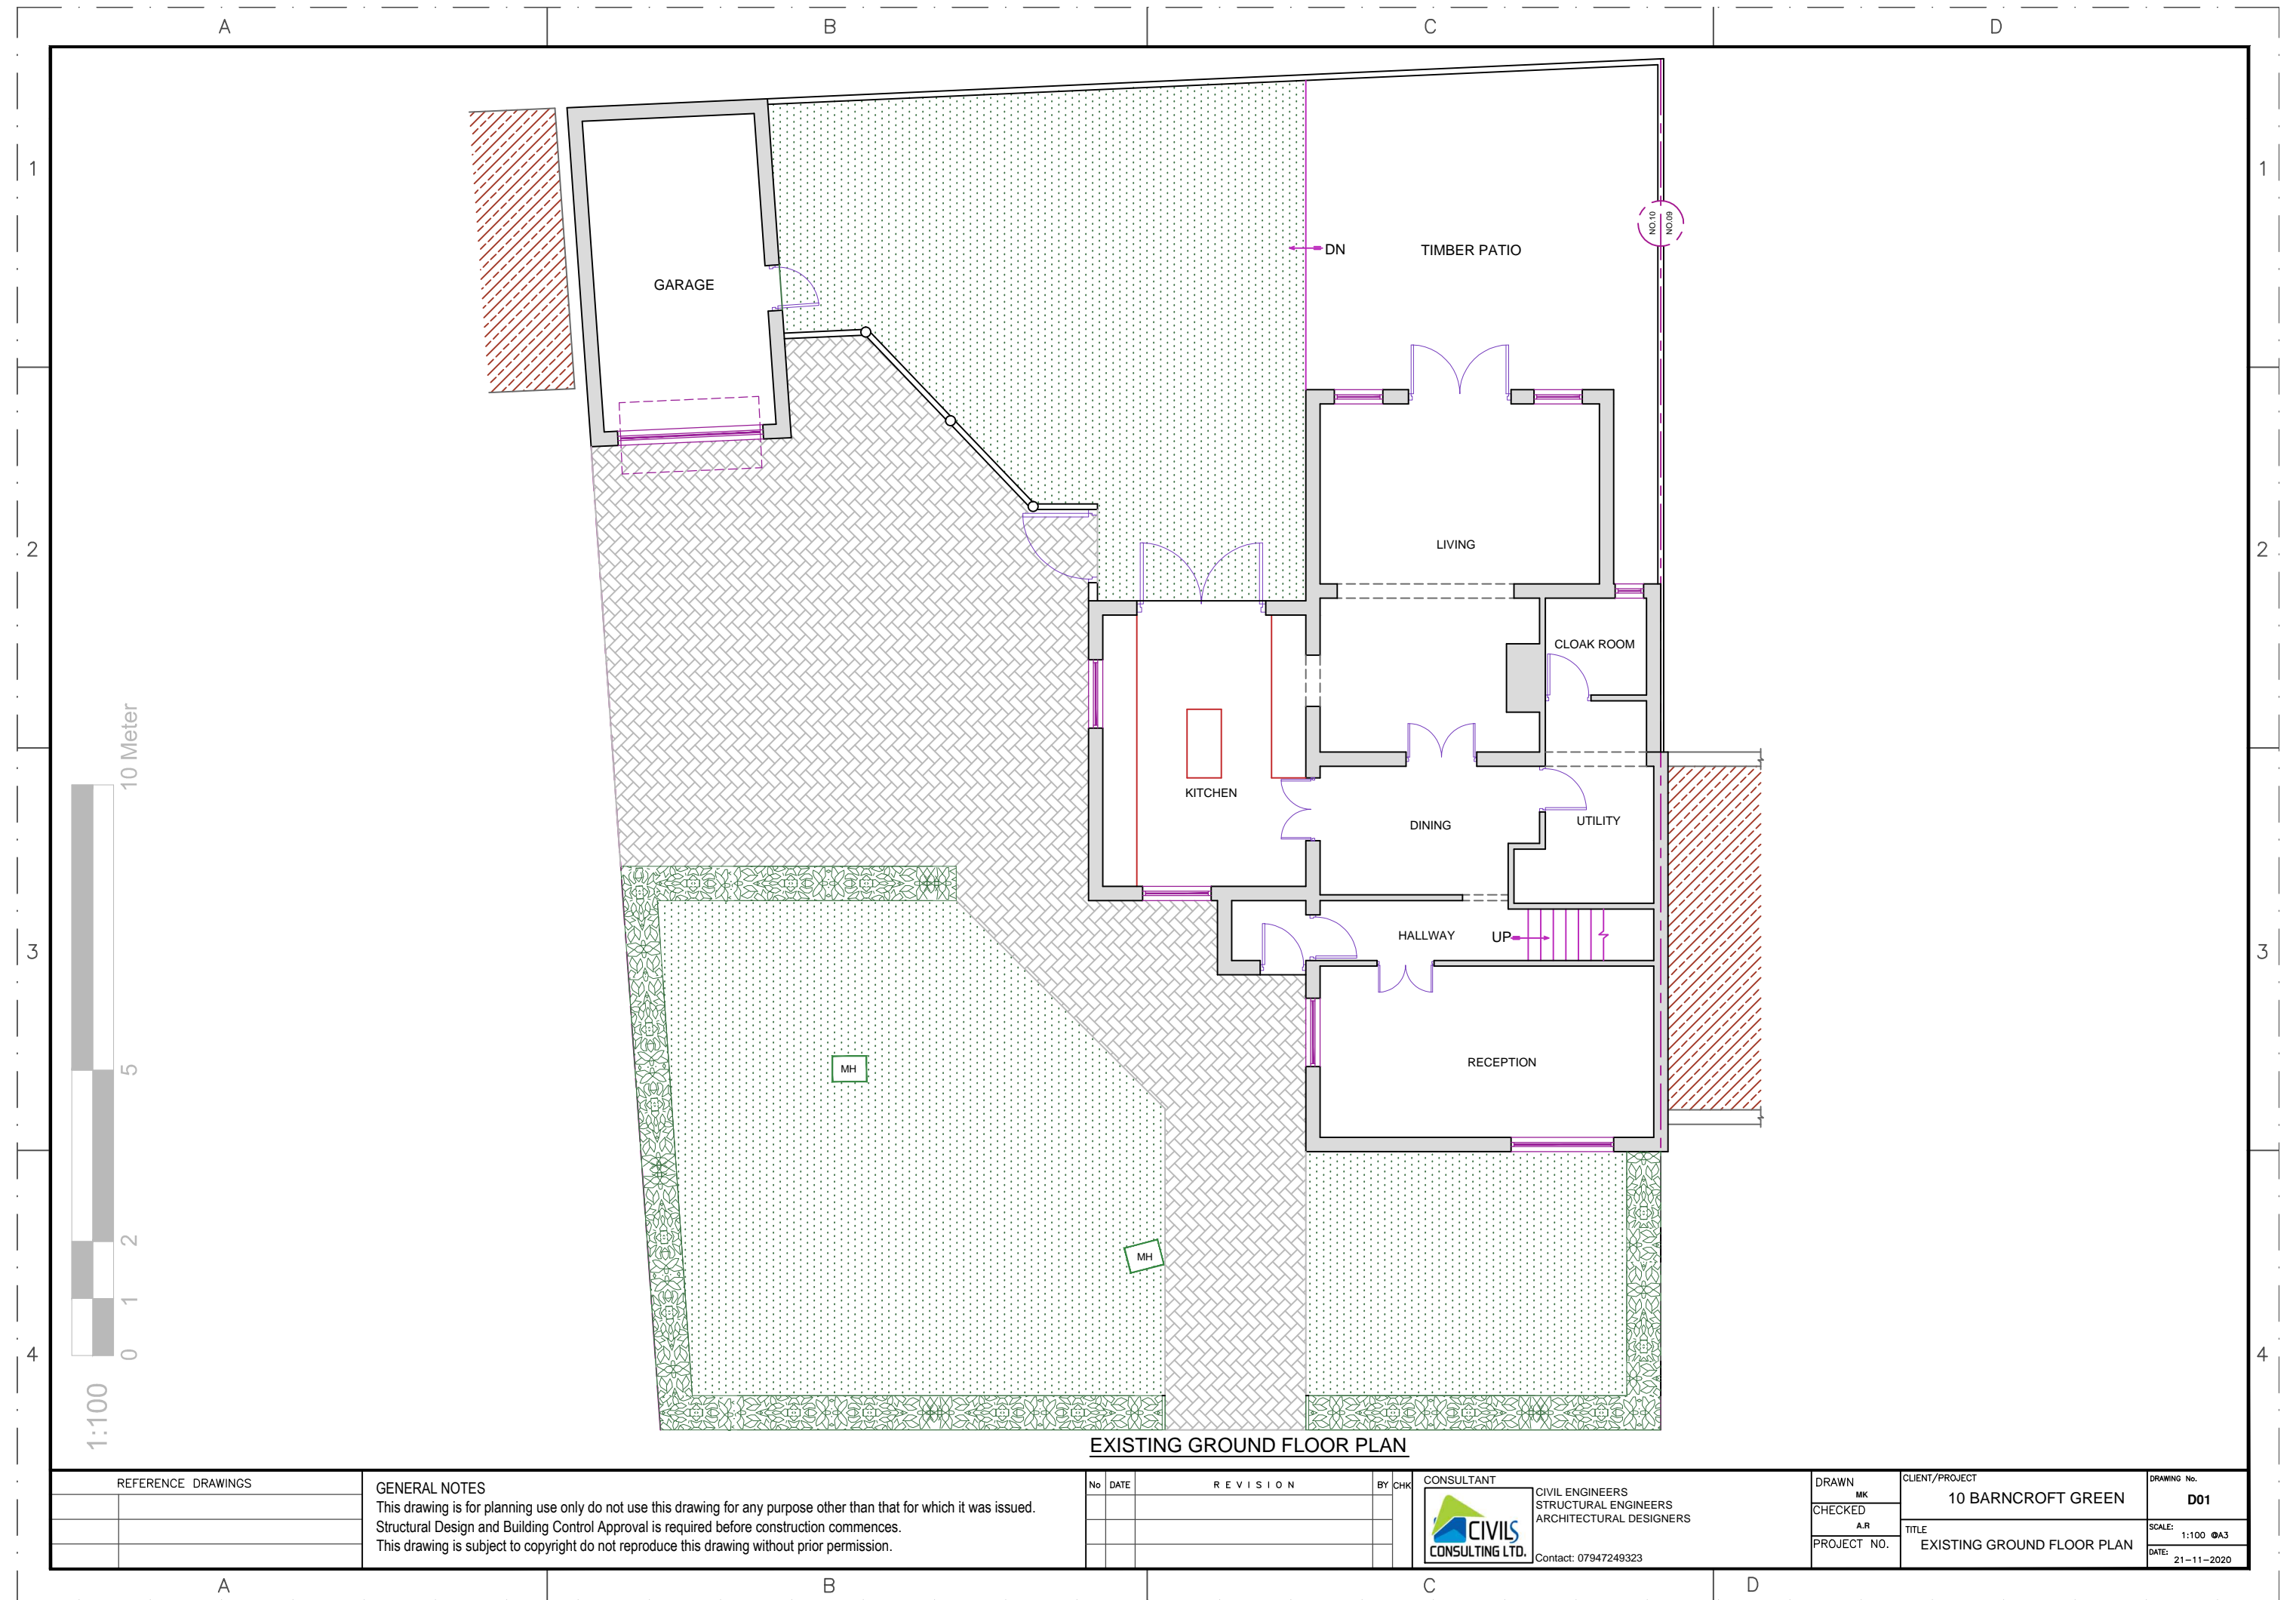 A B C D
1 1
NO.10
NO.09
DN TIMBER PATIO
GARAGE
2 2
LIVING
CLOAK ROOM
10 Meter
KITCHEN
DINING
UTILITY
3 3
HALLWAY
UP
RECEPTION
5
MH
MH
2
1
0
4 4
1:100
EXISTING GROUND FLOOR PLAN
REFERENCE DRAWINGS
GENERAL NOTES
This drawing is for planning use only do not use this drawing for any purpose other than that for which it was issued.
Structural Design and Building Control Approval is required before construction commences.
This drawing is subject to copyright do not reproduce this drawing without prior permission.
No DATE REVISION BY CHK
CONSULTANT
CIVILS
CONSULTING LTD.
CIVIL ENGINEERS
STRUCTURAL ENGINEERS
ARCHITECTURAL DESIGNERS
Contact: 07947249323
DRAWN
MK
CHECKED
A.R
PROJECT NO.
CLIENT/PROJECT
10 BARNCROFT GREEN
TITLE
EXISTING GROUND FLOOR PLAN
DRAWING No.
D01
SCALE:
1:100 @A3
DATE:
21-11-2020
A B C D